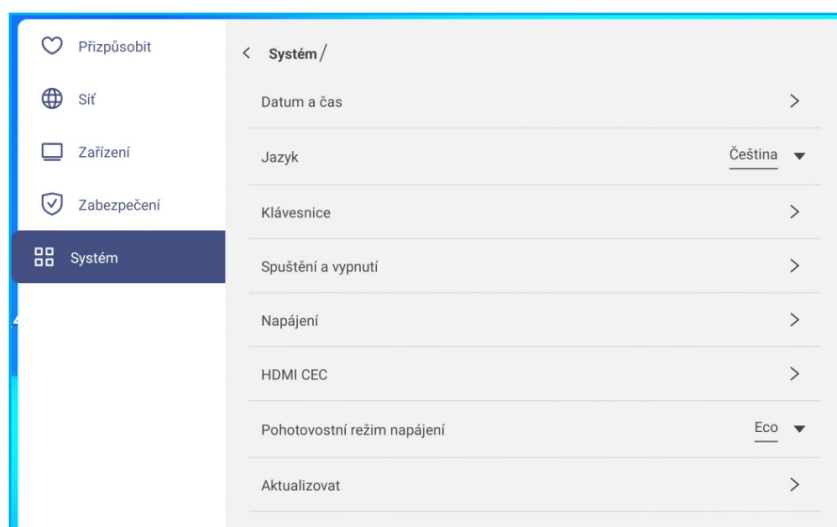 Přizpůsobit
Síť
Zařízení
Zabezpečení
Systém
Systém/
Datum a čas
Jazyk Čeština
Klávesnice
Spuštění a vypnutí
Napájení
HDMI CEC
Pohotovostní režim napájení Eco
Aktualizovat